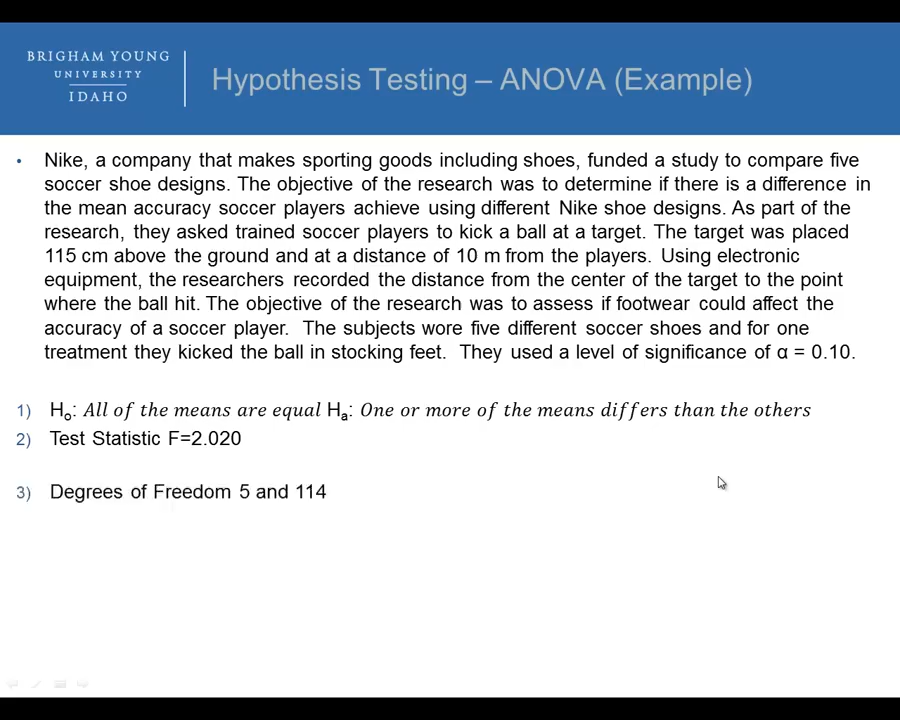 BRIGHAM YOUNG
UNIVERSITY
IDAHO
Hypothesis Testing – ANOVA (Example)
• Nike, a company that makes sporting goods including shoes, funded a study to compare five
soccer shoe designs. The objective of the research was to determine if there is a difference in
the mean accuracy soccer players achieve using different Nike shoe designs. As part of the
research, they asked trained soccer players to kick a ball at a target. The target was placed
115 cm above the ground and at a distance of 10 m from the players. Using electronic
equipment, the researchers recorded the distance from the center of the target to the point
where the ball hit. The objective of the research was to assess if footwear could affect the
accuracy of a soccer player. The subjects wore five different soccer shoes and for one
treatment they kicked the ball in stocking feet. They used a level of significance of α = 0.10.
1) Ho: All of the means are equal Ha: One or more of the means differs than the others
2) Test Statistic F=2.020
3) Degrees of Freedom 5 and 114